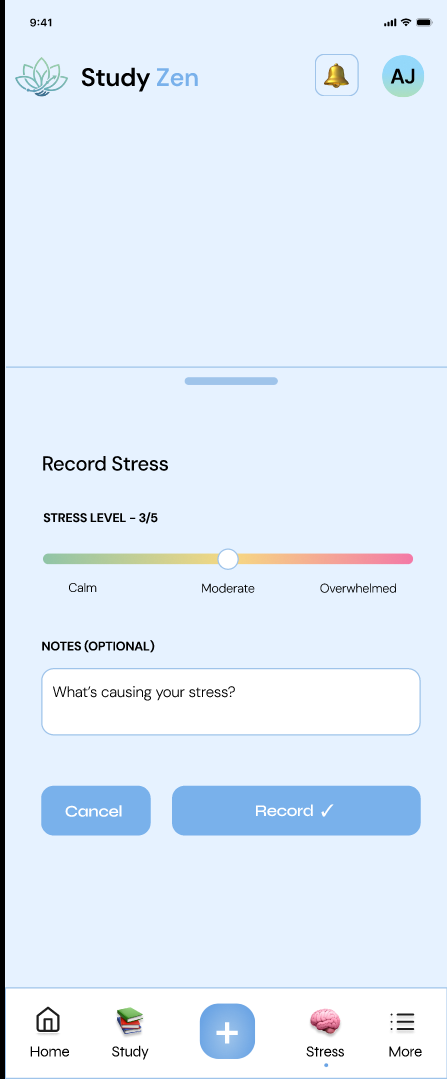 9:41
Study Zen
AJ
Record Stress
STRESS LEVEL – 3/5
Calm Moderate Overwhelmed
NOTES (OPTIONAL)
What's causing your stress?
Cancel Record ✓
Home Study Stress More